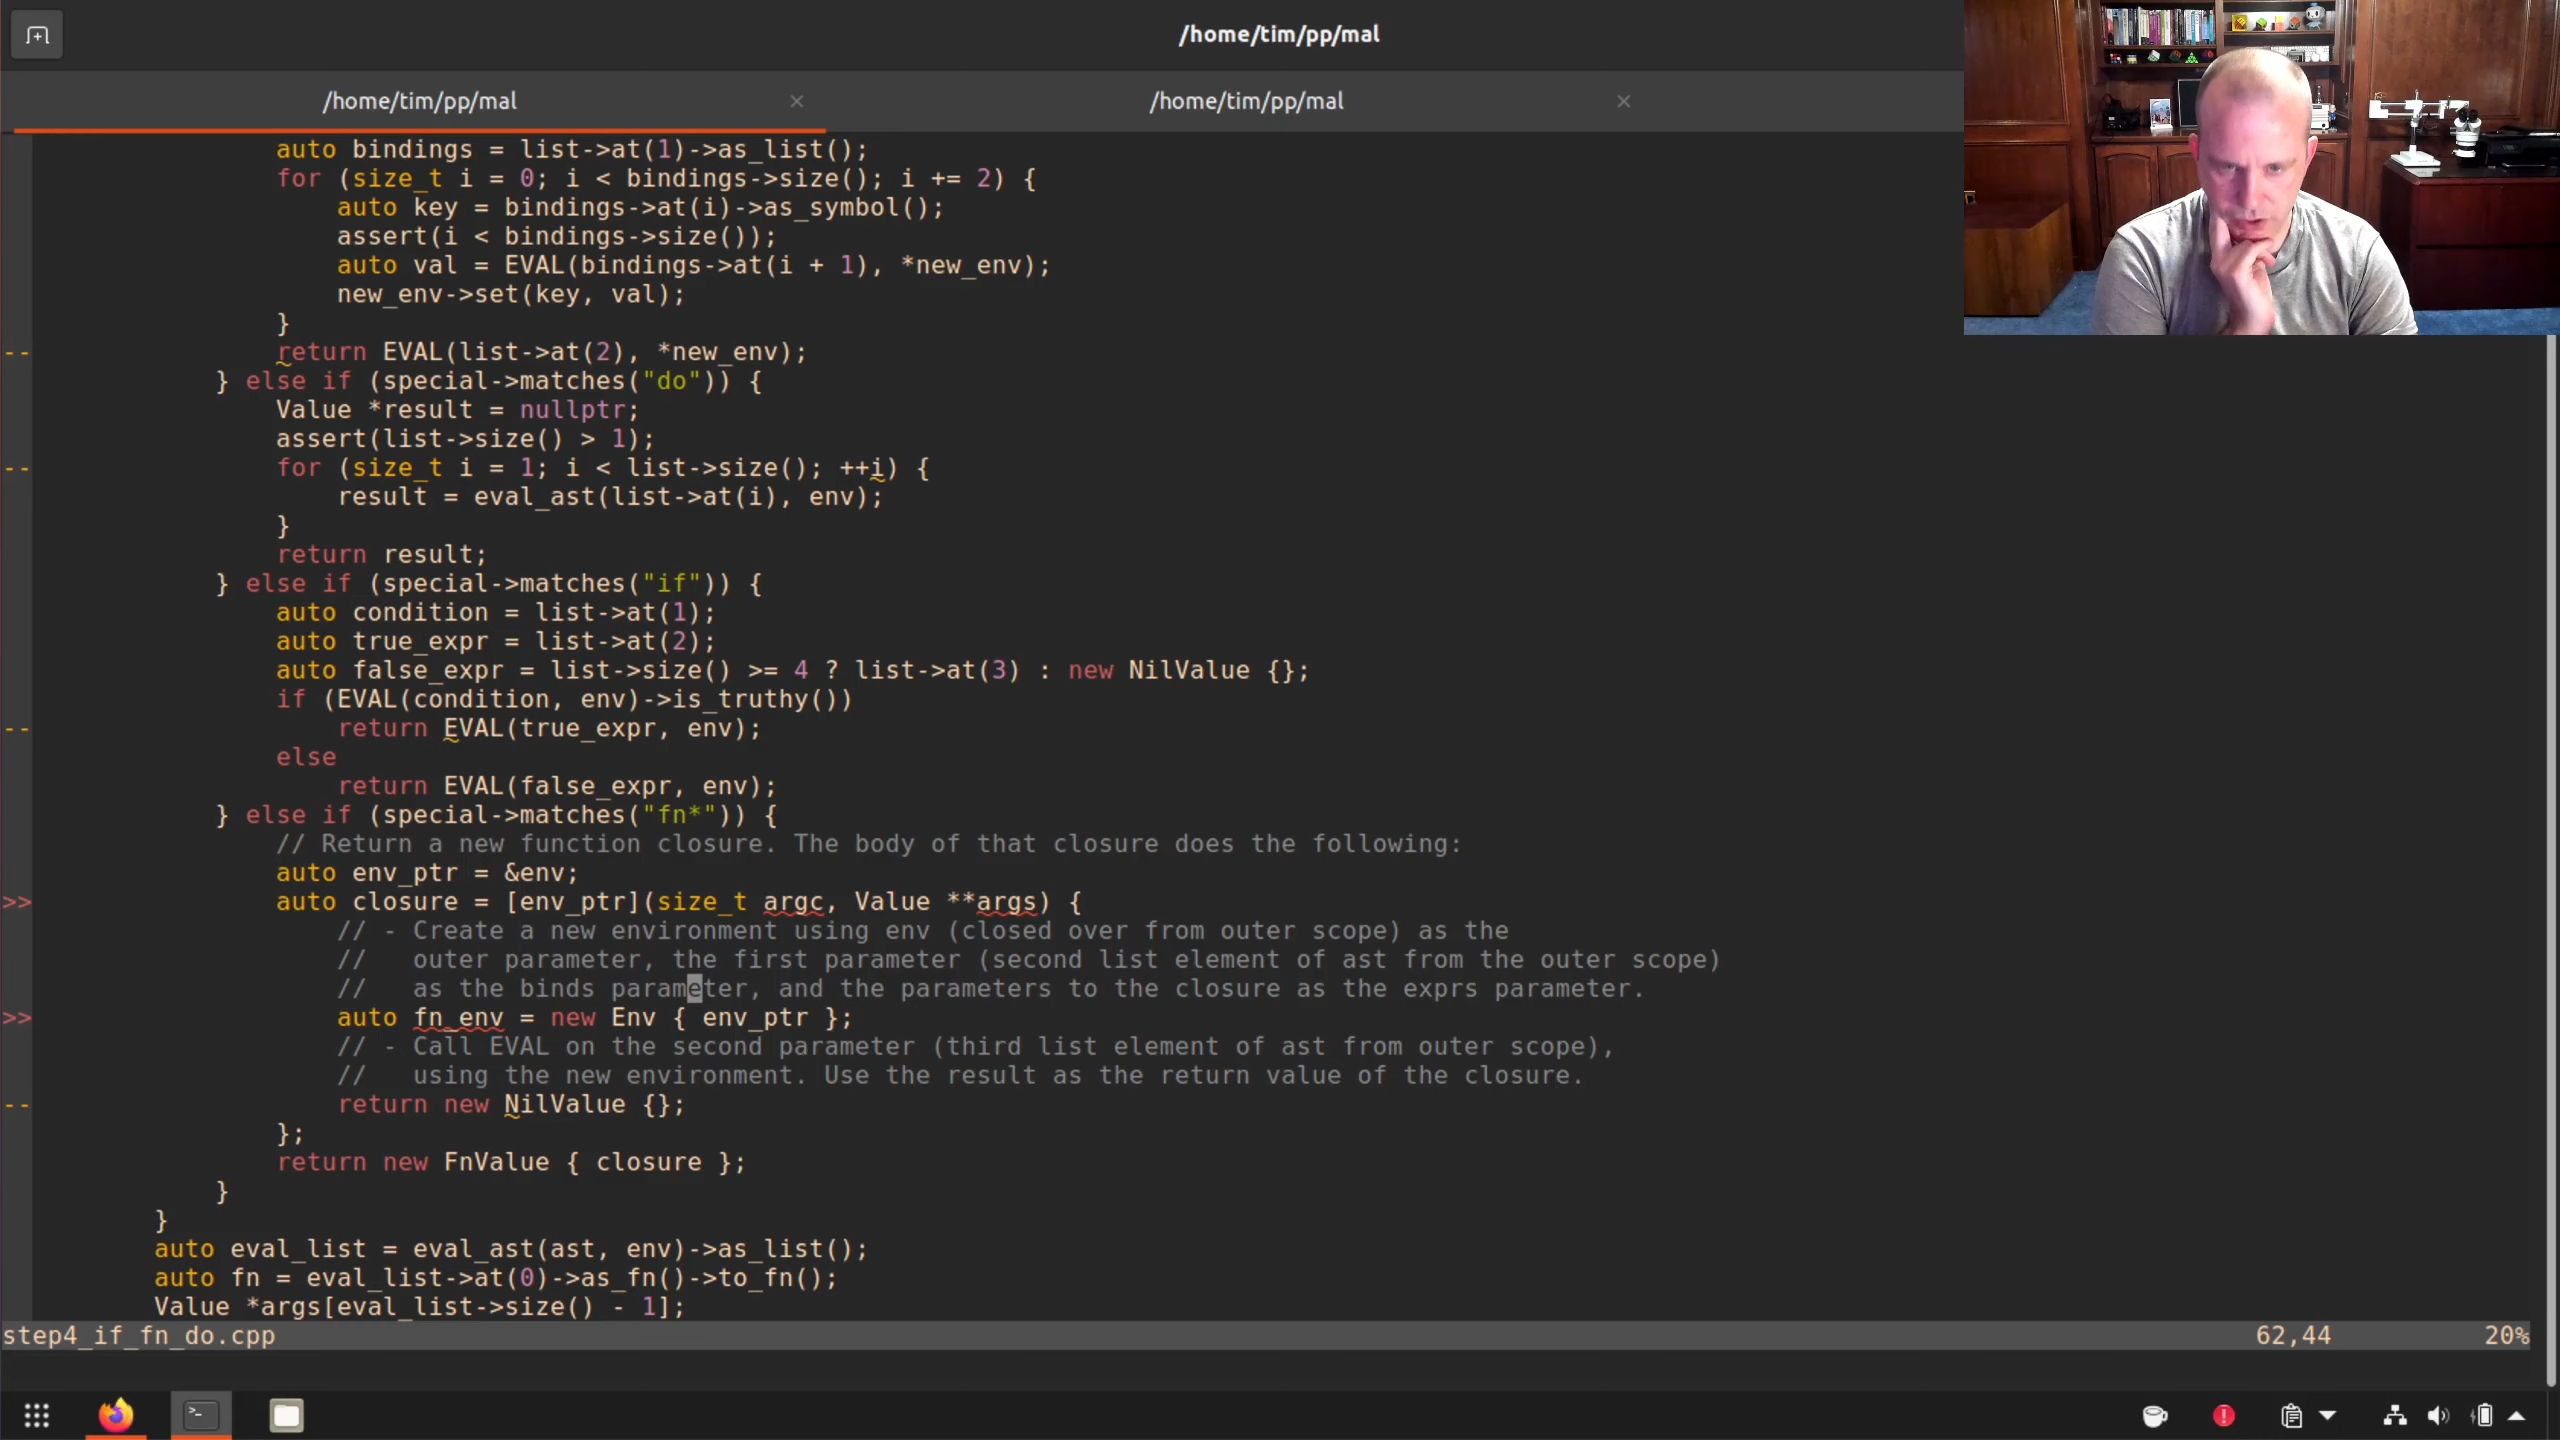 /home/tim/pp/mal
/home/tim/pp/mal ×
/home/tim/pp/mal ×
auto bindings = list->at(1)->as_list();
for (size_t i = 0; i < bindings->size(); i += 2) {
auto key = bindings->at(i)->as_symbol();
assert(i < bindings->size());
auto val = EVAL(bindings->at(i + 1), *new_env);
new_env->set(key, val);
}
-- return EVAL(list->at(2), *new_env);
} else if (special->matches("do")) {
Value *result = nullptr;
assert(list->size() > 1);
-- for (size_t i = 1; i < list->size(); ++i) {
result = eval_ast(list->at(i), env);
}
return result;
} else if (special->matches("if")) {
auto condition = list->at(1);
auto true_expr = list->at(2);
auto false_expr = list->size() >= 4 ? list->at(3) : new NilValue {};
if (EVAL(condition, env)->is_truthy())
-- return EVAL(true_expr, env);
else
return EVAL(false_expr, env);
} else if (special->matches("fn*")) {
// Return a new function closure. The body of that closure does the following:
auto env_ptr = &env;
>> auto closure = [env_ptr](size_t argc, Value **args) {
// - Create a new environment using env (closed over from outer scope) as the
//   outer parameter, the first parameter (second list element of ast from the outer scope)
//   as the binds parameter, and the parameters to the closure as the exprs parameter.
>> auto fn_env = new Env { env_ptr };
// - Call EVAL on the second parameter (third list element of ast from outer scope),
//   using the new environment. Use the result as the return value of the closure.
-- return new NilValue {};
};
return new FnValue { closure };
}
}
auto eval_list = eval_ast(ast, env)->as_list();
auto fn = eval_list->at(0)->as_fn()->to_fn();
Value *args[eval_list->size() - 1];
step4_if_fn_do.cpp 62,44 20%